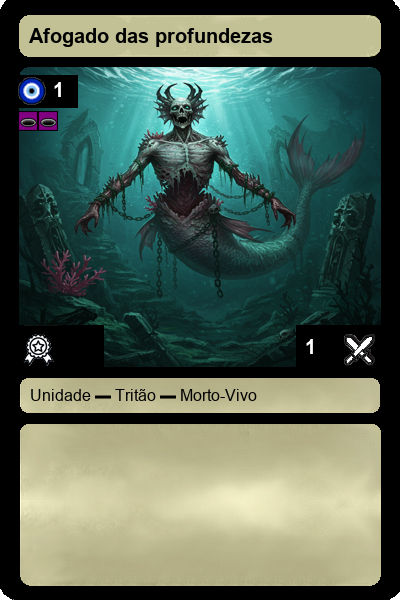 Afogado das profundezas
1
1
Unidade — Tritão — Morto-Vivo